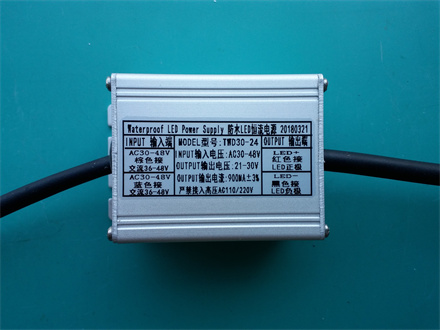 Waterproof LED Power Supply 防水LED恒流电源 20180321
INPUT 输入端
AC30-48V
棕色接
交流36-48V
AC30-48V
蓝色接
交流36-48V
MODEL型号:TWD30-24
INPUT输入电压:AC30-48V
OUTPUT输出电压:21-30V
OUTPUT输出电流:900MA±3%
严禁接入高压AC110/220V
OUTPUT 输出端
LED+
红色接
LED正极
LED-
黑色接
LED负极